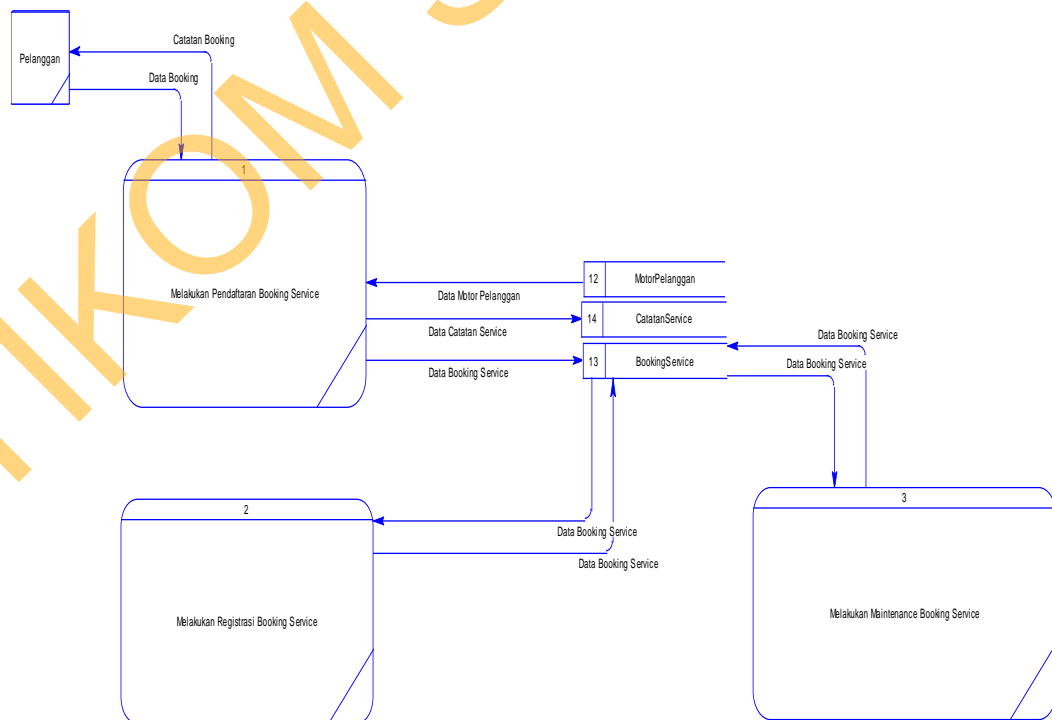 Catatan Booking
Pelanggan
Data Booking
1
Melakukan Pendaftaran Booking Service
12 MotorPelanggan
Data Motor Pelanggan
14 CatatanService
Data Catatan Service
13 BookingService
Data Booking Service
Data Booking Service
Data Booking Service
2
3
Data Booking Service
Data Booking Service
Melakukan Registrasi Booking Service
Melakukan Maintenance Booking Service
IKOM S